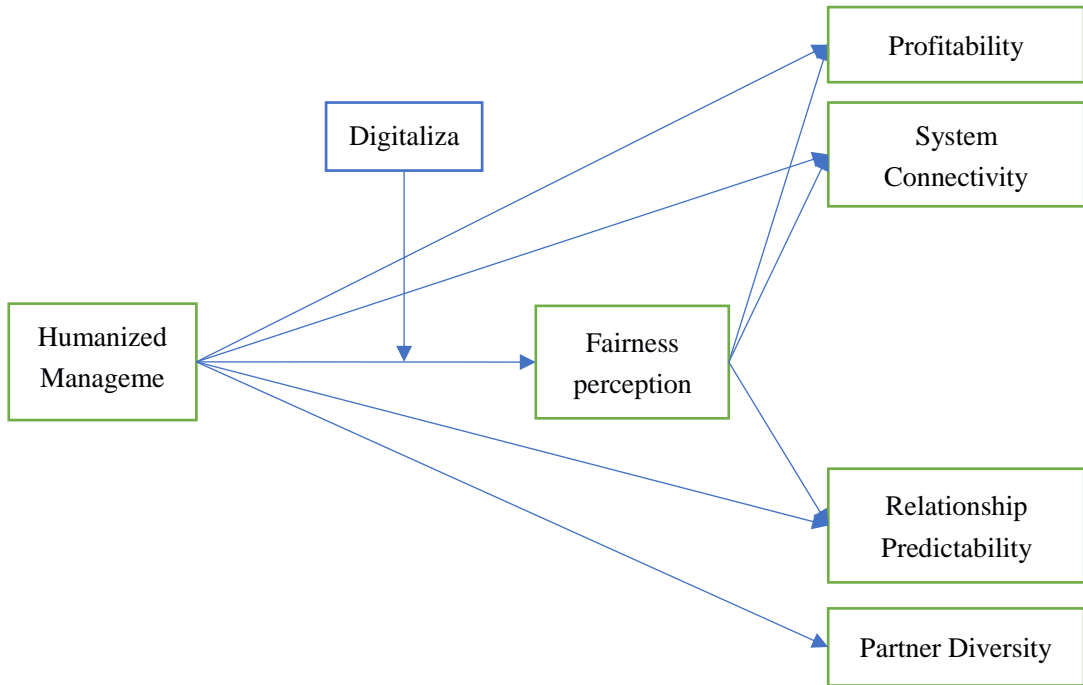 Profitability
Digitaliza
System
Connectivity
Humanized
Manageme
Fairness
perception
Relationship
Predictability
Partner Diversity